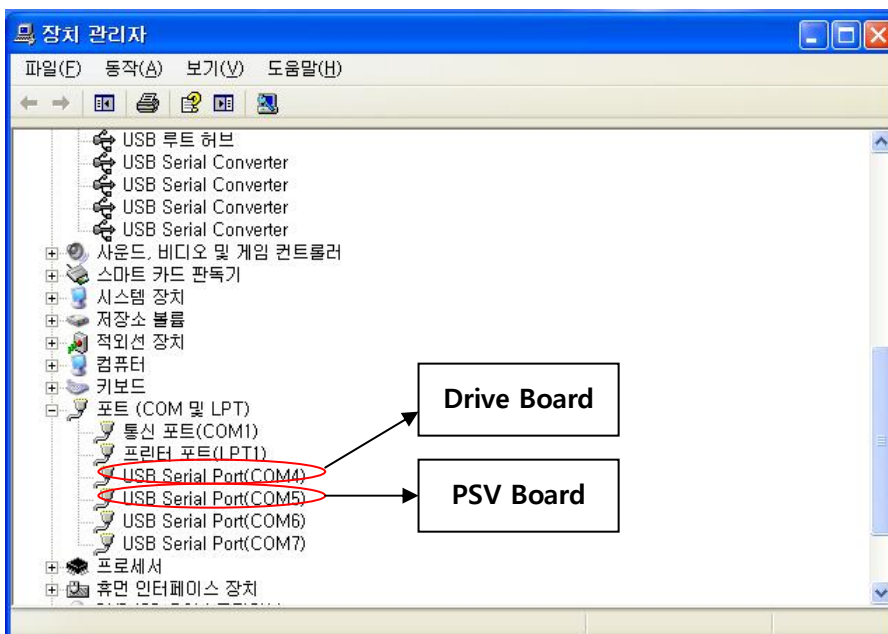 장치 관리자
파일(F) 동작(A) 보기(V) 도움말(H)
USB 루트 허브
USB Serial Converter
USB Serial Converter
USB Serial Converter
USB Serial Converter
사운드, 비디오 및 게임 컨트롤러
스마트 카드 판독기
시스템 장치
저장소 볼륨
적외선 장치
컴퓨터
키보드
포트 (COM 및 LPT)
통신 포트(COM1)
프린터 포트(LPT1)
USB Serial Port(COM4)
Drive Board
USB Serial Port(COM5)
PSV Board
USB Serial Port(COM6)
USB Serial Port(COM7)
프로세서
휴먼 인터페이스 장치